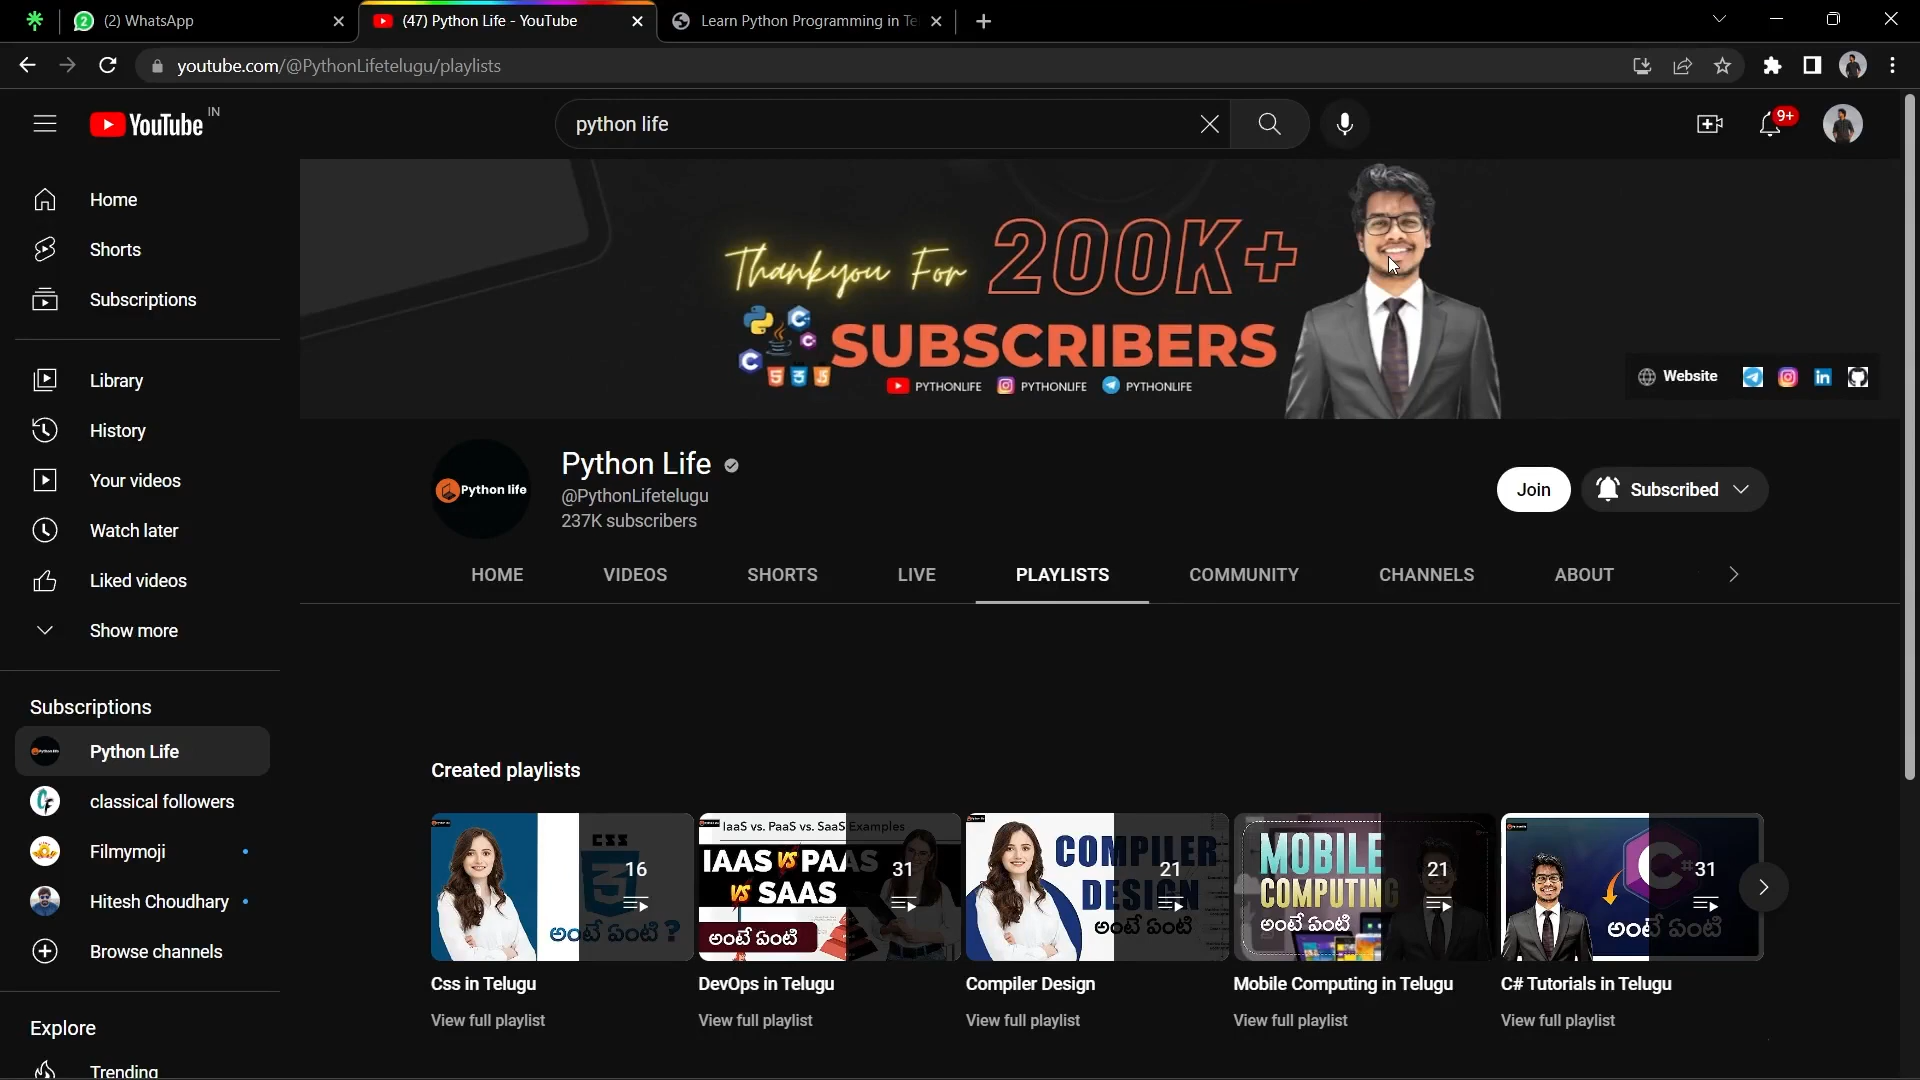 (2) WhatsApp
(47) Python Life - YouTube
Learn Python Programming in Te
youtube.com/@PythonLifetelugu/playlists
YouTube IN
python life
9+
Home
Shorts
Subscriptions
Library
History
Your videos
Watch later
Liked videos
Show more
Subscriptions
Python Life
classical followers
Filmymoji
Hitesh Choudhary
Browse channels
Explore
Trending
Thankyou For 200K+
SUBSCRIBERS
PYTHONLIFE PYTHONLIFE PYTHONLIFE
Website
Python life
Python Life
@PythonLifetelugu
237K subscribers
Join
Subscribed
HOME VIDEOS SHORTS LIVE PLAYLISTS COMMUNITY CHANNELS ABOUT
Created playlists
CSS
16
అంటే ఏంటి ?
Css in Telugu
View full playlist
IaaS vs. PaaS vs. SaaS Examples
IAAS VS PAAS
VS SAAS
31
అంటే ఏంటి
DevOps in Telugu
View full playlist
COMPILER
DESIGN
21
అంటే ఏంటి
Compiler Design
View full playlist
MOBILE
COMPUTING
21
అంటే ఏంటి
Mobile Computing in Telugu
View full playlist
C#
31
అంటే ఏంటి
C# Tutorials in Telugu
View full playlist